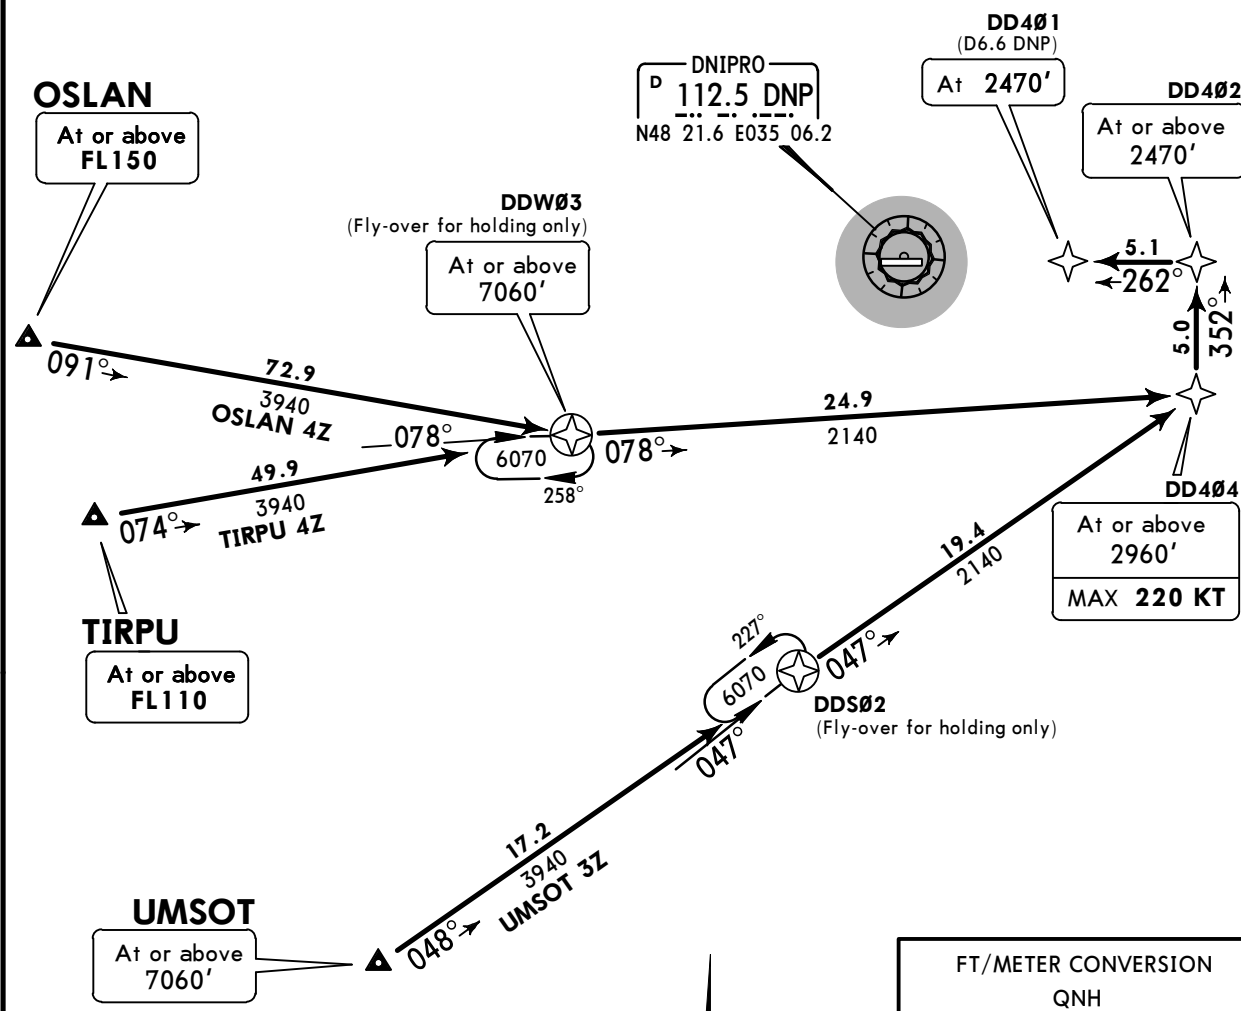 DD4Ø1
(D6.6 DNP)
At 2470'
DNIPRO
D 112.5 DNP
N48 21.6 E035 06.2
DD4Ø2
At or above
2470'
OSLAN
At or above
FL150
DDWØ3
(Fly-over for holding only)
At or above
7060'
5.1
262°
5.0
352°
091°
72.9
3940
OSLAN 4Z
078°
6070
258°
078°
24.9
2140
49.9
3940
TIRPU 4Z
074°
TIRPU
At or above
FL110
DD4Ø4
At or above
2960'
MAX 220 KT
19.4
2140
227°
6070
047°
047°
DDSØ2
(Fly-over for holding only)
17.2
3940
UMSOT 3Z
048°
UMSOT
At or above
7060'
FT/METER CONVERSION
QNH